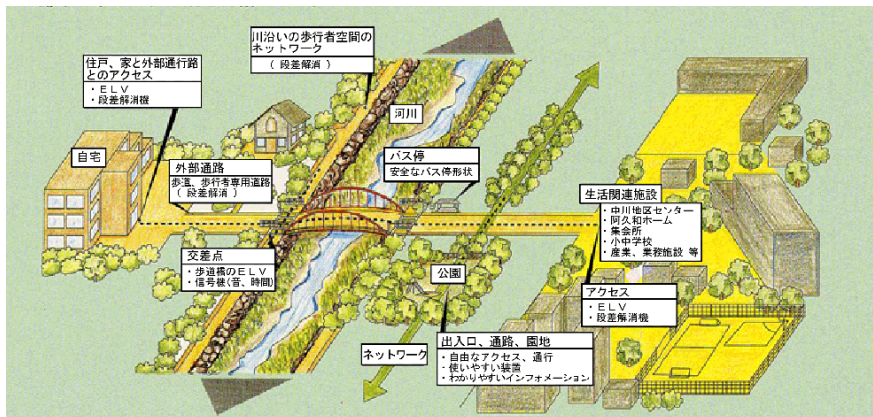 川沿いの歩行者空間の
ネットワーク
（ 段差解消 ）
住戸、家と外部通行路
とのアクセス
・ＥＬＶ
・段差解消機
河川
自宅
外部通路
歩道、歩行者専用道路
（ 段差解消 ）
バス停
安全なバス停形状
生活関連施設
・中川地区センター
・阿久和ホーム
・集会所
・小中学校
・産業、業務施設 等
交差点
・歩道橋のＥＬＶ
・信号機(音、時間)
公園
アクセス
・ＥＬＶ
・段差解消機
ネットワーク
出入口、通路、園地
・自由なアクセス、通行
・使いやすい装置
・わかりやすいインフォメーション